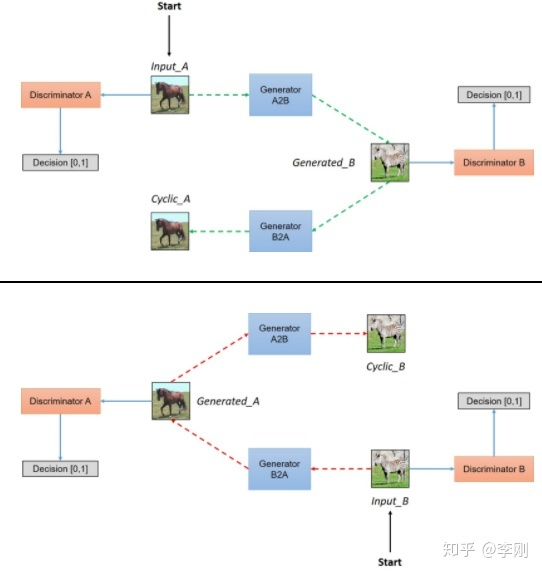 Start
Input_A
Discriminator A
Generator
A2B
Decision [0,1]
Decision [0,1]
Generated_B
Discriminator B
Cyclic_A
Generator
B2A
Generator
A2B
Cyclic_B
Discriminator A
Generated_A
Decision [0,1]
Decision [0,1]
Generator
B2A
Discriminator B
Input_B
Start
知乎 @李刚